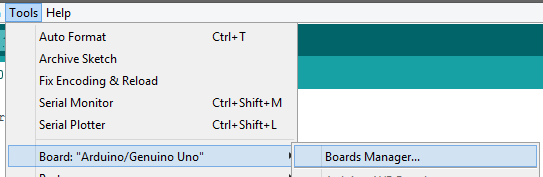 Tools Help
Auto Format Ctrl+T
Archive Sketch
Fix Encoding & Reload
Serial Monitor Ctrl+Shift+M
Serial Plotter Ctrl+Shift+L
Board: "Arduino/Genuino Uno" Boards Manager...